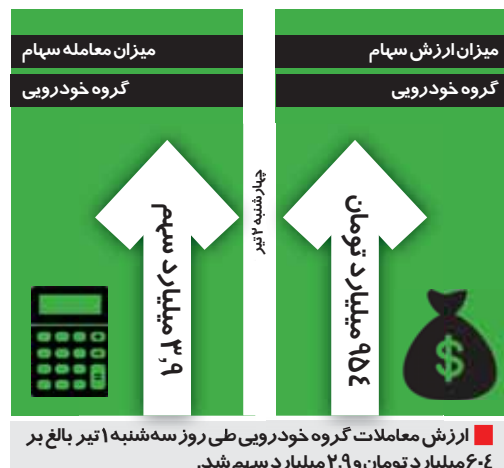 میزان ارزش سهام
گروه خودرویی
۹۵۴ میلیارد تومان
$
چهارشنبه ۲ تیر
میزان معامله سهام
گروه خودرویی
۳,۹ میلیارد سهم
ارزش معاملات گروه خودرویی طی روز سه‌شنبه ۱ تیر بالغ بر
۶۰۴ میلیارد تومان و ۲.۹ میلیارد سهم شد.